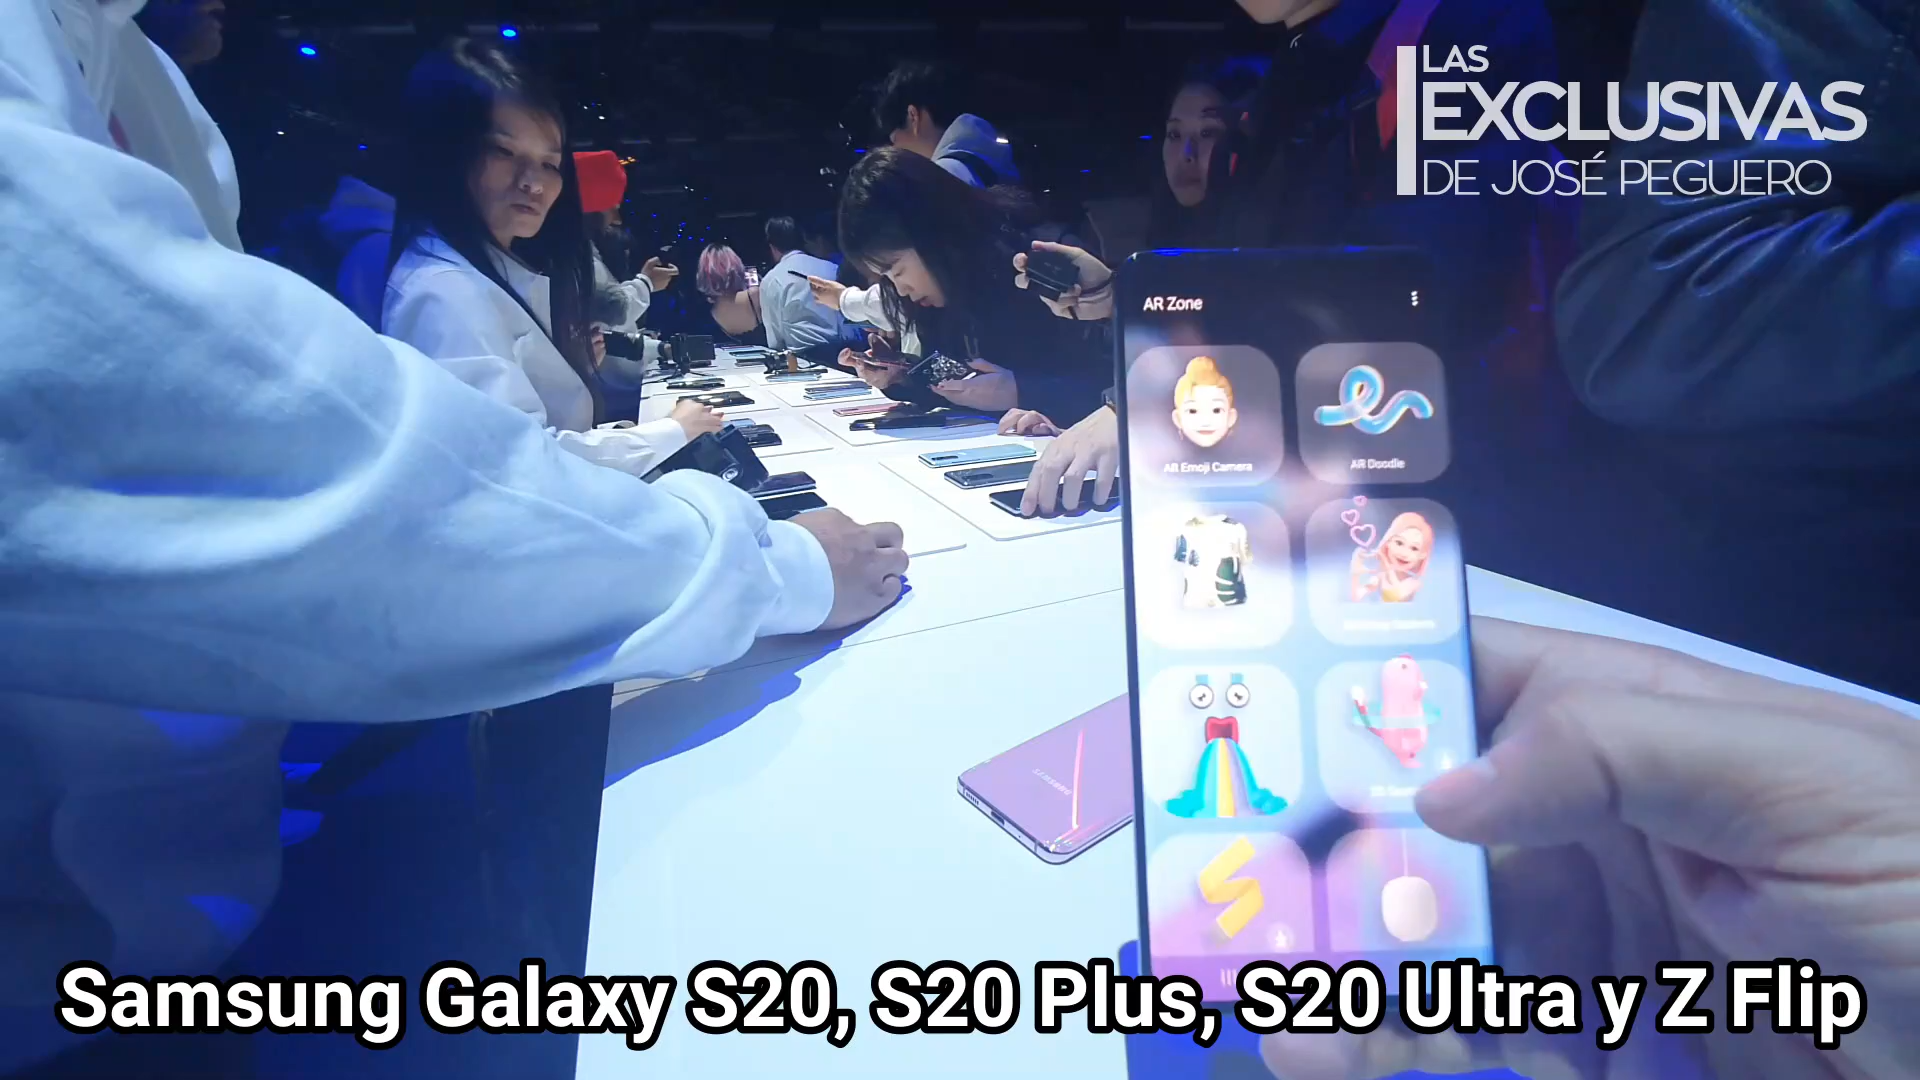 LAS
EXCLUSIVAS
DE JOSÉ PEGUERO
AR Zone
AR Emoji Camera
AR Doodle
SAMSUNG
Samsung Galaxy S20, S20 Plus, S20 Ultra y Z Flip